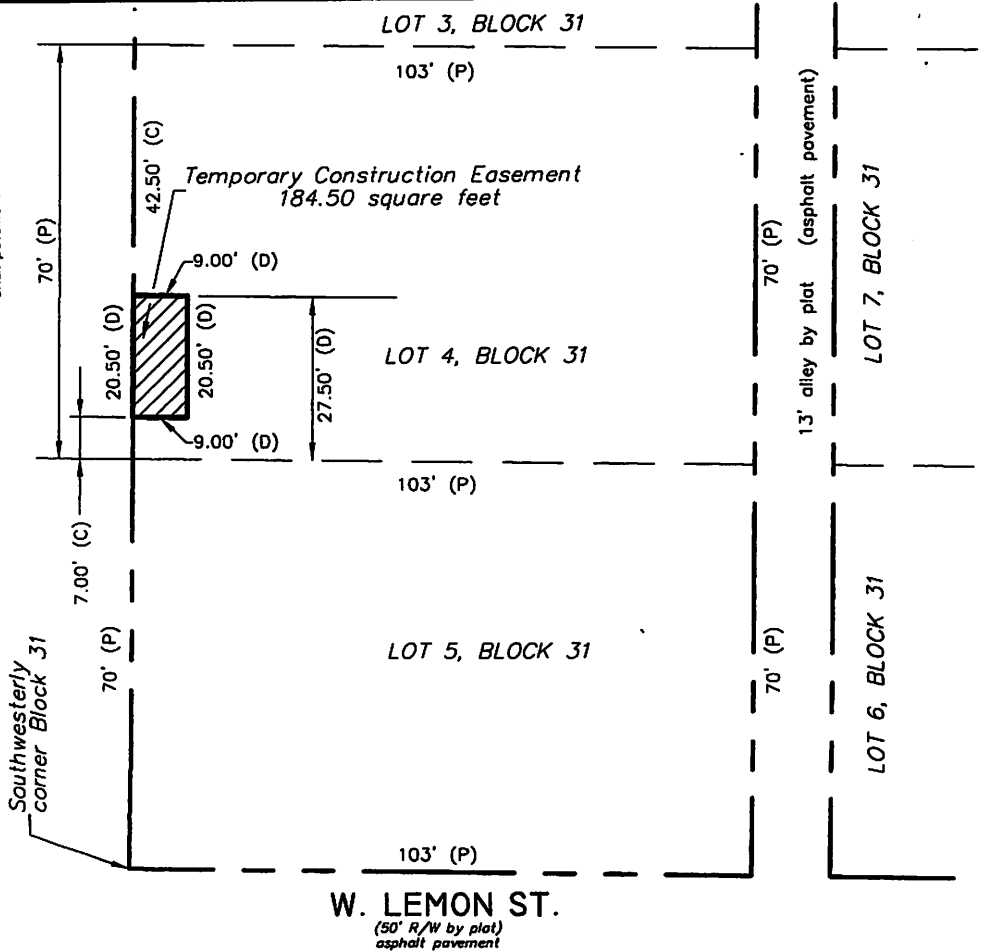 LOT 3, BLOCK 31
103' (P)
42.50' (C)
Temporary Construction Easement
184.50 square feet
70' (P)
9.00' (D)
20.50' (D)
20.50' (D)
27.50' (D)
LOT 4, BLOCK 31
9.00' (D)
70' (P)
13' alley by plat (asphalt pavement)
LOT 7, BLOCK 31
103' (P)
7.00' (C)
70' (P)
LOT 5, BLOCK 31
70' (P)
LOT 6, BLOCK 31
Southwesterly
corner Block 31
103' (P)
W. LEMON ST.
(50' R/W by plat)
asphalt pavement